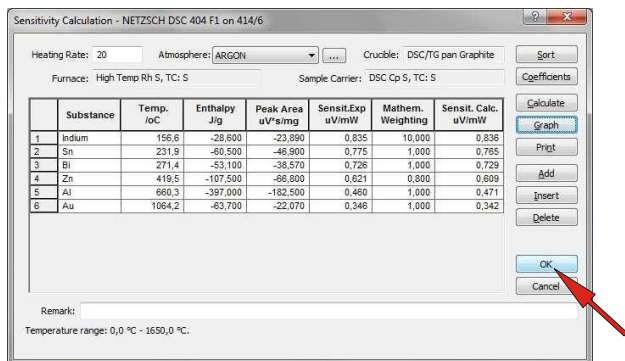 Sensitivity Calculation - NETZSCH DSC 404 F1 on 414/6
Heating Rate: 20 Atmosphere: ARGON ... Crucible: DSC/TG pan Graphite Sort
Furnace: High Temp Rh S, TC: S Sample Carrier: DSC Cp S, TC: S Coefficients
Substance Temp. /oC Enthalpy J/g Peak Area uV*s/mg Sensit.Exp uV/mW Mathem. Weighting Sensit. Calc. uV/mW
1 Indium 156,6 -28,600 -23,890 0,835 10,000 0,836
2 Sn 231,9 -60,500 -46,900 0,775 1,000 0,765
3 Bi 271,4 -53,100 -38,570 0,726 1,000 0,729
4 Zn 419,5 -107,500 -66,800 0,621 0,800 0,609
5 Al 660,3 -397,000 -182,500 0,460 1,000 0,471
6 Au 1064,2 -63,700 -22,070 0,346 1,000 0,342
Calculate
Graph
Print
Add
Insert
Delete
OK
Cancel
Remark:
Temperature range: 0,0 ºC - 1650,0 ºC.